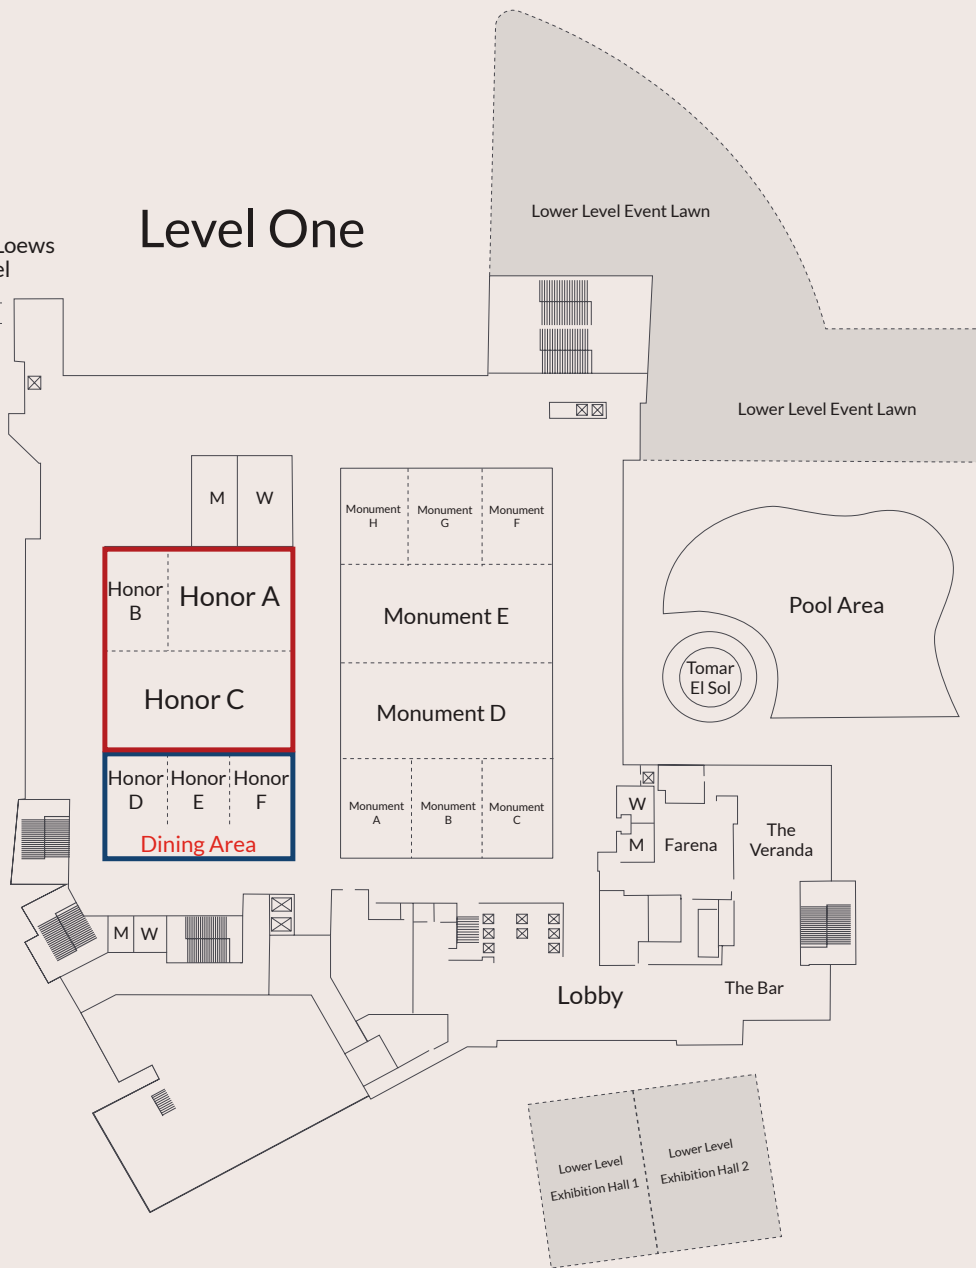 Lower Level Event Lawn
Level One
Loews
el
Lower Level Event Lawn
M
W
Monument
H
Monument
G
Monument
F
Honor
B
Honor A
Monument E
Pool Area
Honor C
Monument D
Tomar
El Sol
Honor
D
Honor
E
Honor
F
Dining Area
Monument
A
Monument
B
Monument
C
W
M
Farena
The
Veranda
M
W
Lobby
The Bar
Lower Level
Exhibition Hall 1
Lower Level
Exhibition Hall 2